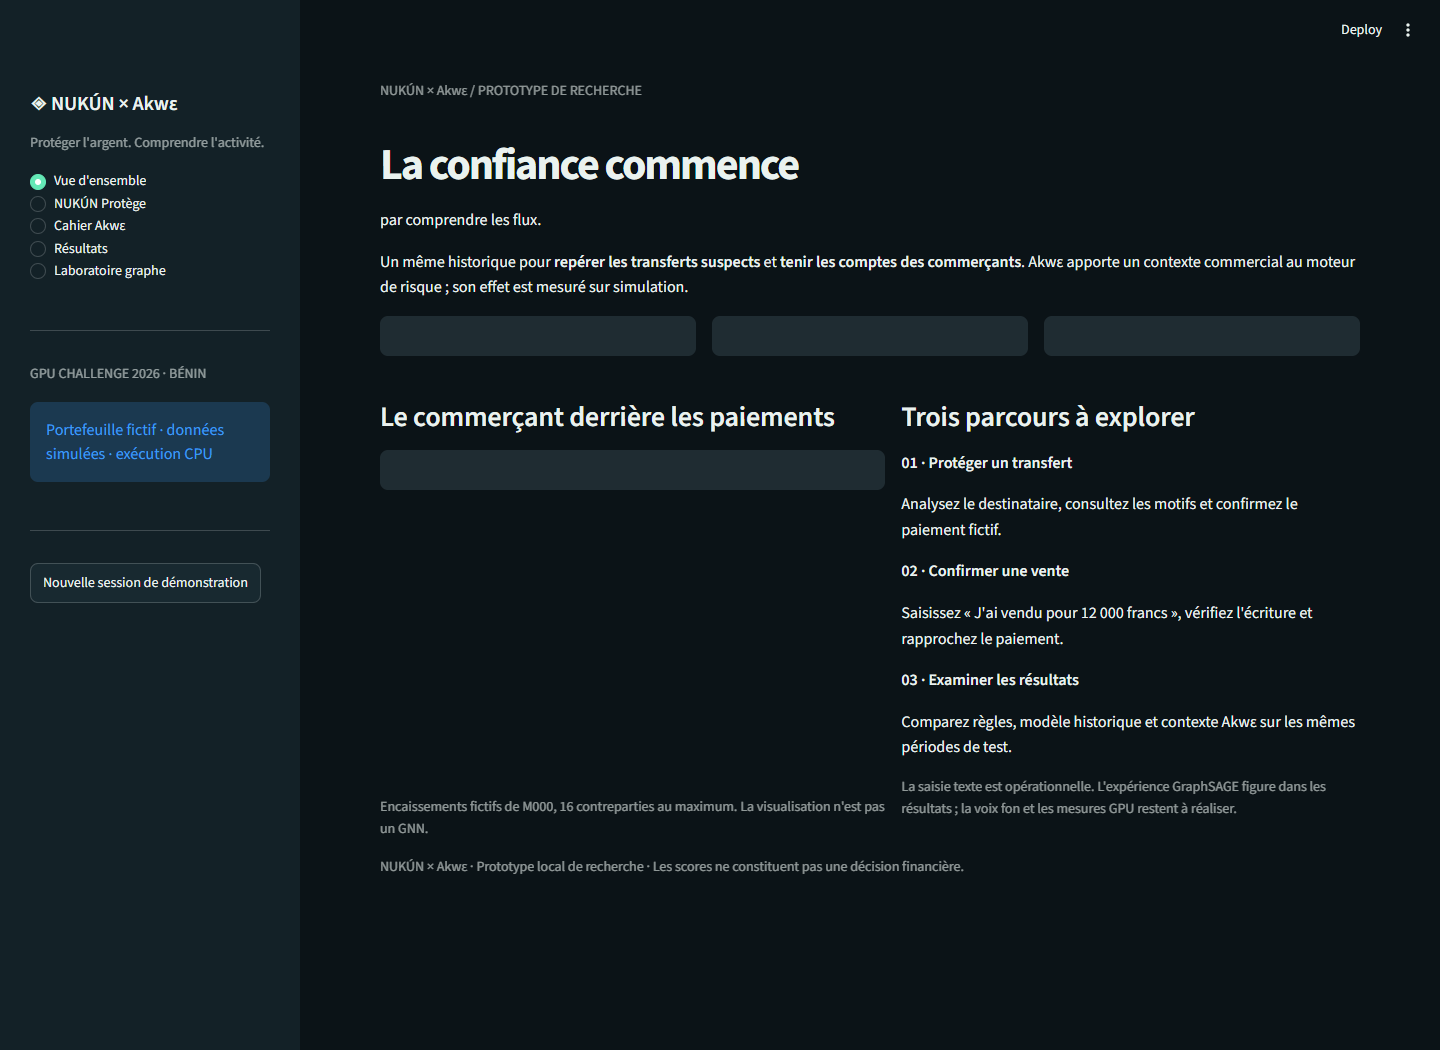 Deploy
NUKÚN × Akwɛ
Protéger l'argent. Comprendre l'activité.
Vue d'ensemble
NUKÚN Protège
Cahier Akwɛ
Résultats
Laboratoire graphe
GPU CHALLENGE 2026 · BÉNIN
Portefeuille fictif · données
simulées · exécution CPU
Nouvelle session de démonstration
NUKÚN × Akwɛ / PROTOTYPE DE RECHERCHE
La confiance commence
par comprendre les flux.
Un même historique pour repérer les transferts suspects et tenir les comptes des commerçants. Akwɛ apporte un contexte commercial au moteur
de risque ; son effet est mesuré sur simulation.
Le commerçant derrière les paiements
Encaissements fictifs de M000, 16 contreparties au maximum. La visualisation n'est pas
un GNN.
Trois parcours à explorer
01 · Protéger un transfert
Analysez le destinataire, consultez les motifs et confirmez le
paiement fictif.
02 · Confirmer une vente
Saisissez « J'ai vendu pour 12 000 francs », vérifiez l'écriture et
rapprochez le paiement.
03 · Examiner les résultats
Comparez règles, modèle historique et contexte Akwɛ sur les mêmes
périodes de test.
La saisie texte est opérationnelle. L'expérience GraphSAGE figure dans les
résultats ; la voix fon et les mesures GPU restent à réaliser.
NUKÚN × Akwɛ · Prototype local de recherche · Les scores ne constituent pas une décision financière.